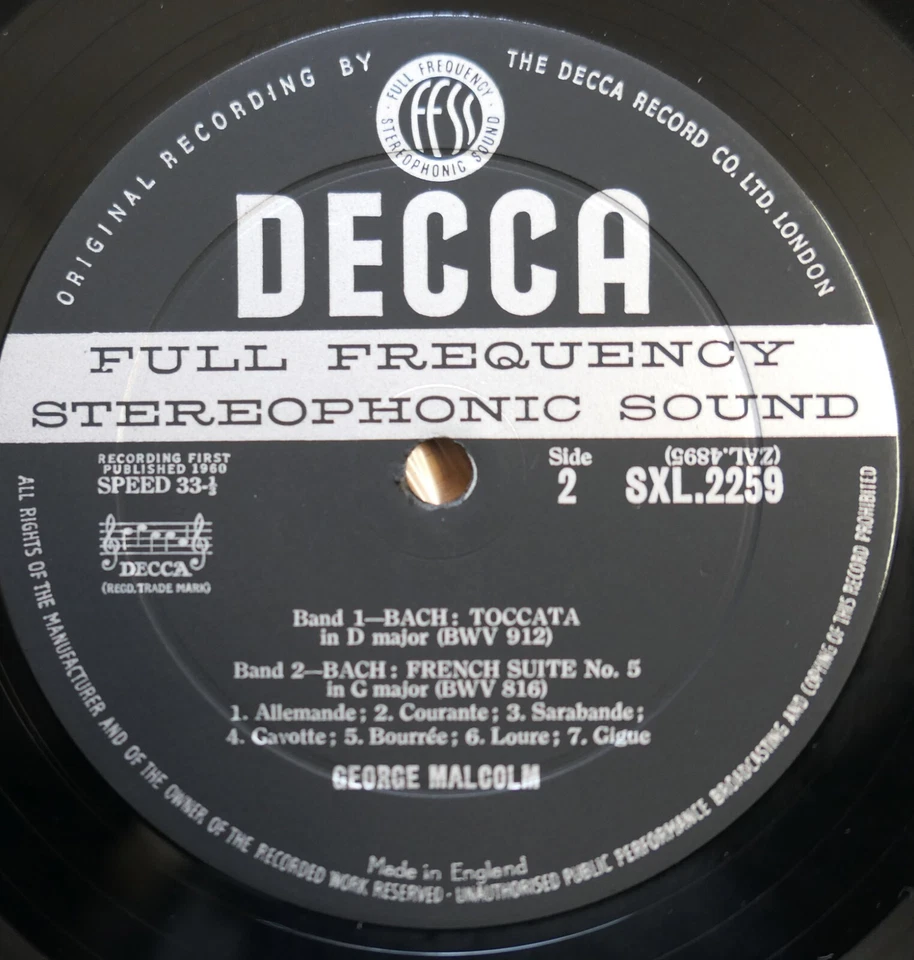 ORIGINAL RECORDING BY
THE DECCA RECORD CO. LTD. LONDON
FULL FREQUENCY
FFSS
STEREOPHONIC SOUND
DECCA
FULL FREQUENCY
STEREOPHONIC SOUND
RECORDING FIRST
PUBLISHED 1960
SPEED 33-⅓
DECCA
(REGD. TRADE MARK)
Side
2
(ZAL.4895)
SXL.2259
Band 1—BACH: TOCCATA
in D major (BWV 912)
Band 2—BACH: FRENCH SUITE No. 5
in G major (BWV 816)
1. Allemande; 2. Courante; 3. Sarabande;
4. Gavotte; 5. Bourrée; 6. Loure; 7. Gigue
GEORGE MALCOLM
Made in England
ALL RIGHTS OF THE MANUFACTURER AND OF THE OWNER OF THE RECORDED WORK RESERVED · UNAUTHORISED PUBLIC PERFORMANCE BROADCASTING AND COPYING OF THIS RECORD PROHIBITED